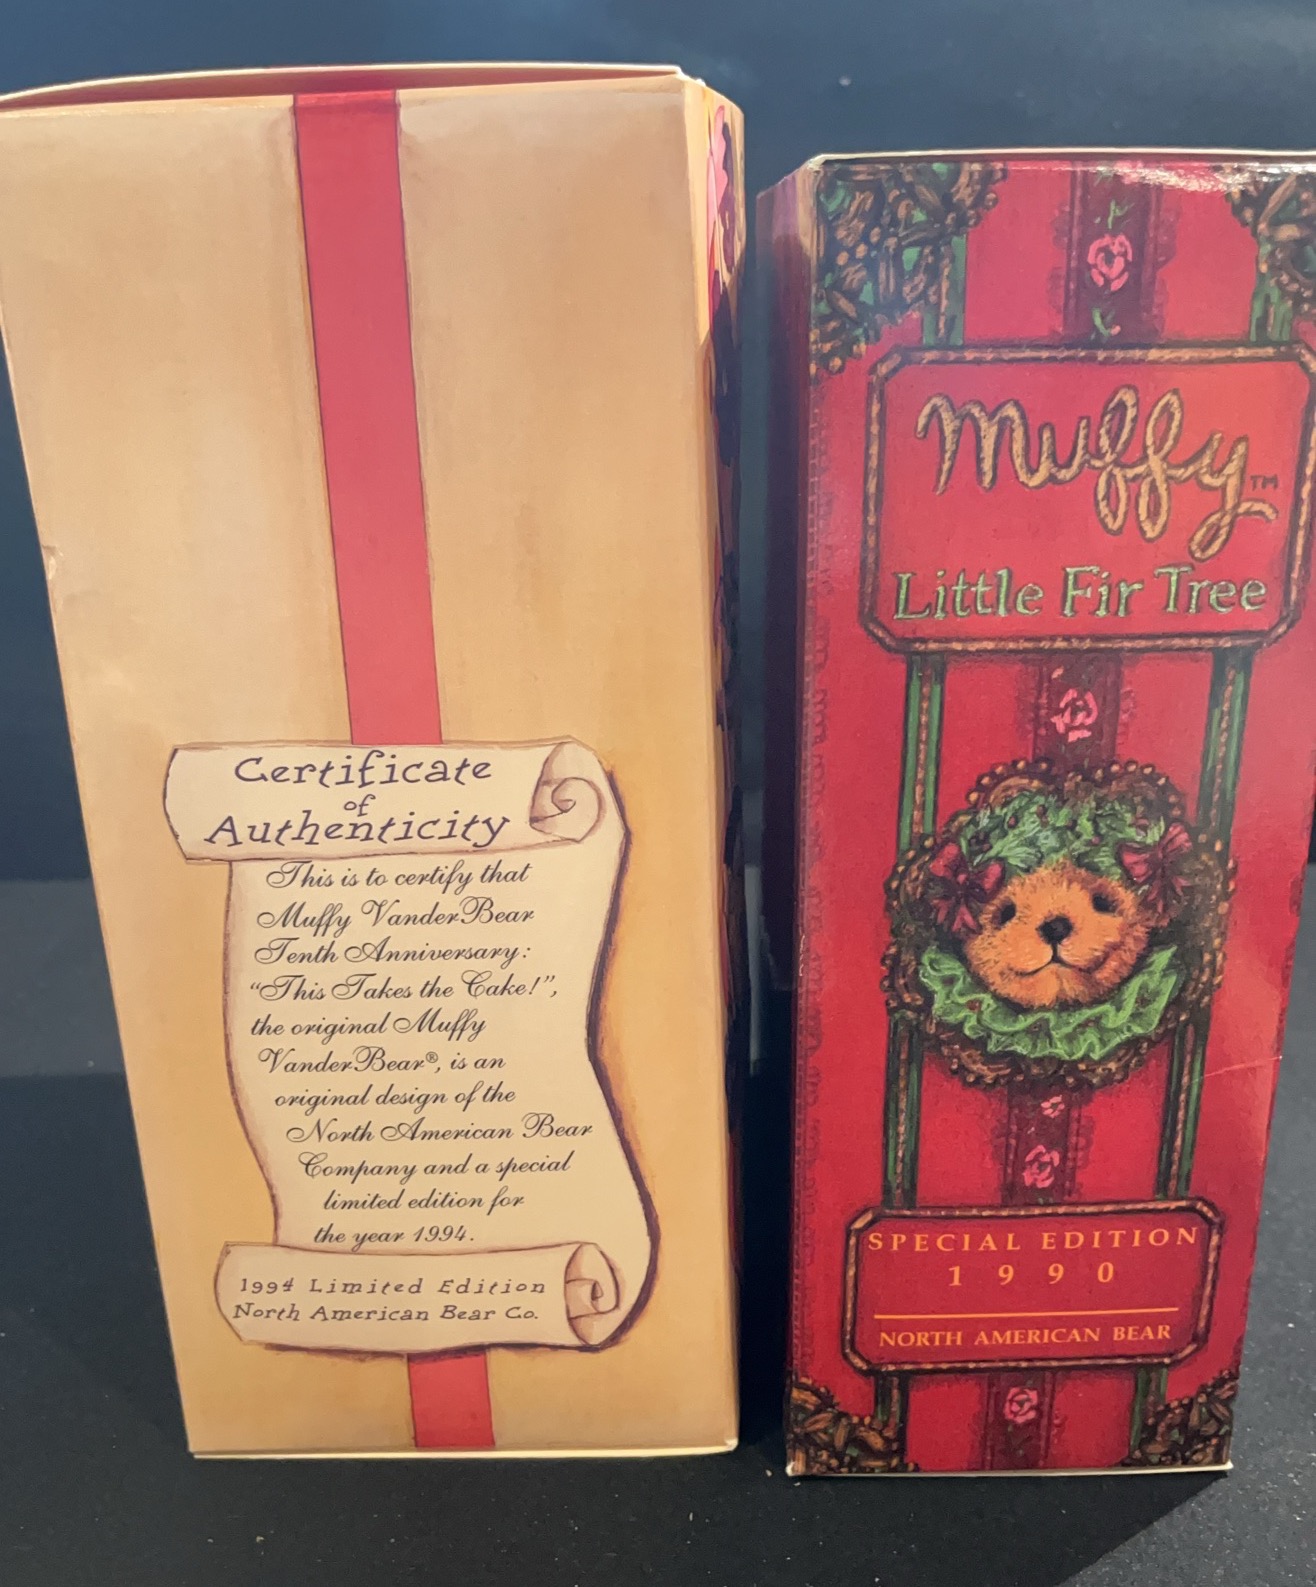 Certificate
of
Authenticity
This is to certify that
Muffy VanderBear
Tenth Anniversary:
“This Takes the Cake!”,
the original Muffy
VanderBear®, is an
original design of the
North American Bear
Company and a special
limited edition for
the year 1994.
1994 Limited Edition
North American Bear Co.
Muffy™
Little Fir Tree
SPECIAL EDITION
1990
NORTH AMERICAN BEAR